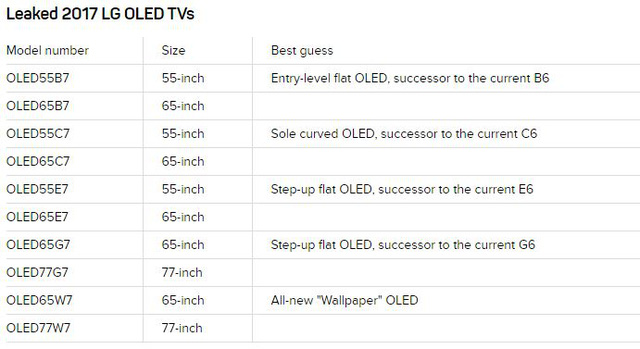 Leaked 2017 LG OLED TVs
Model number Size Best guess
OLED55B7 55-inch Entry-level flat OLED, successor to the current B6
OLED65B7 65-inch
OLED55C7 55-inch Sole curved OLED, successor to the current C6
OLED65C7 65-inch
OLED55E7 55-inch Step-up flat OLED, successor to the current E6
OLED65E7 65-inch
OLED65G7 65-inch Step-up flat OLED, successor to the current G6
OLED77G7 77-inch
OLED65W7 65-inch All-new "Wallpaper" OLED
OLED77W7 77-inch